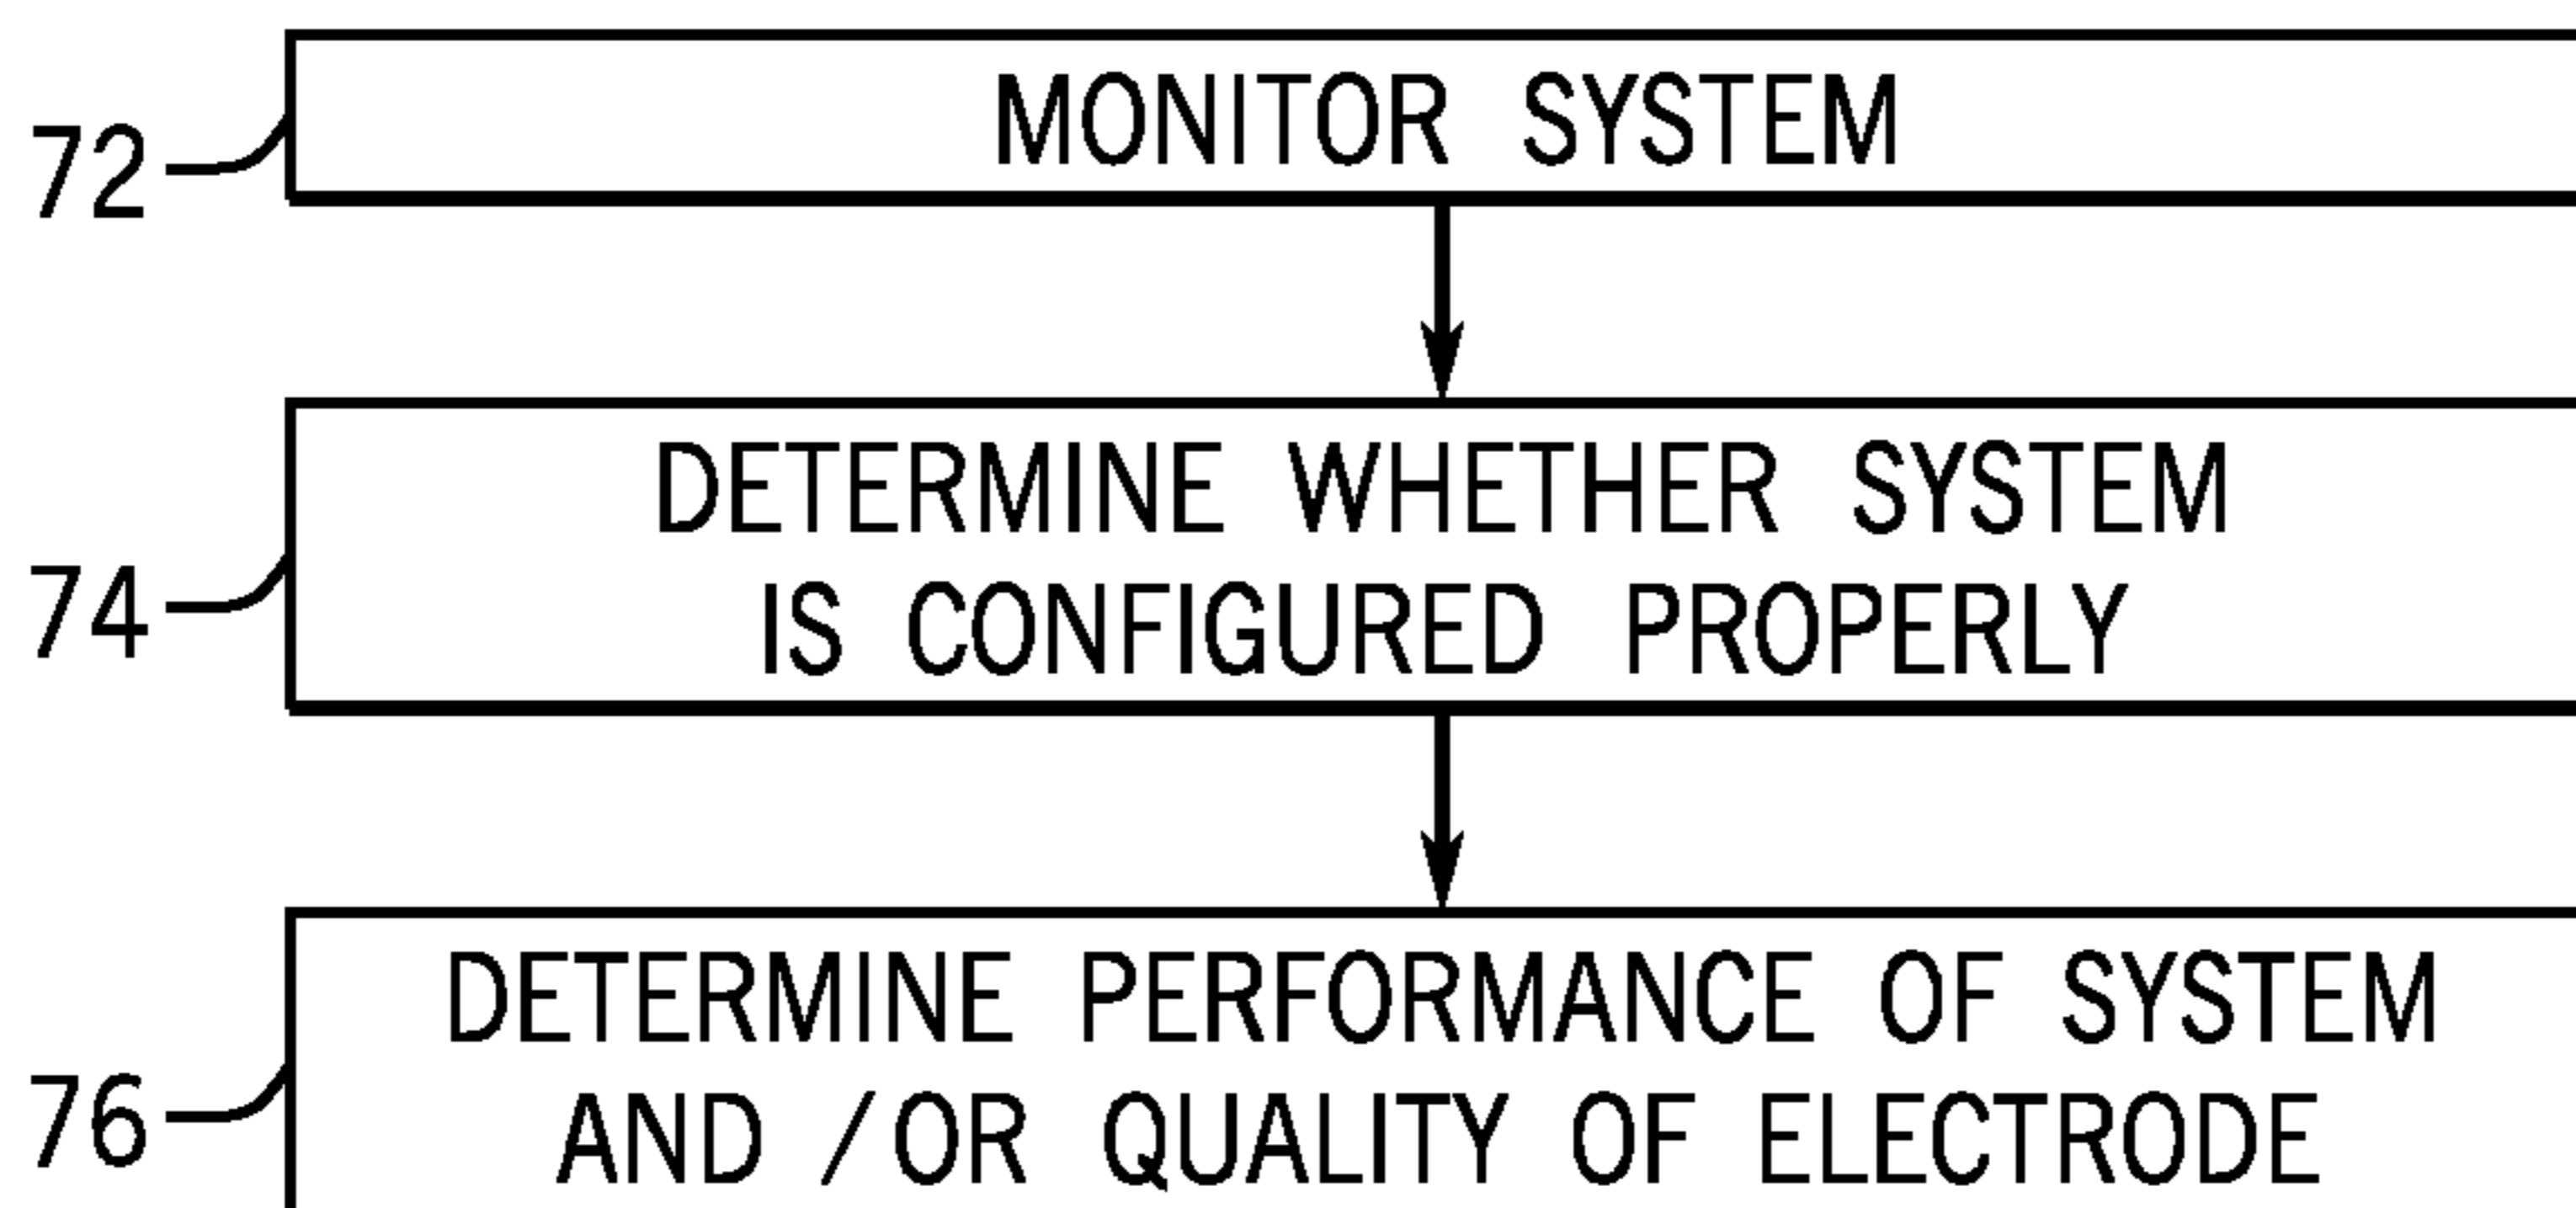 72
MONITOR SYSTEM
74
DETERMINE WHETHER SYSTEM
IS CONFIGURED PROPERLY
76
DETERMINE PERFORMANCE OF SYSTEM
AND /OR QUALITY OF ELECTRODE